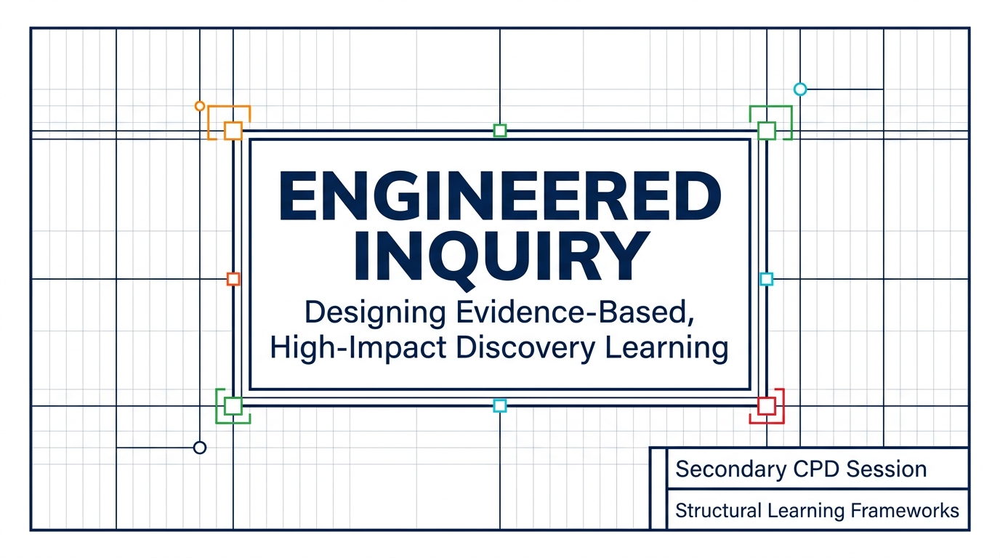 ENGINEERED
INQUIRY
Designing Evidence-Based,
High-Impact Discovery Learning
Secondary CPD Session
Structural Learning Frameworks